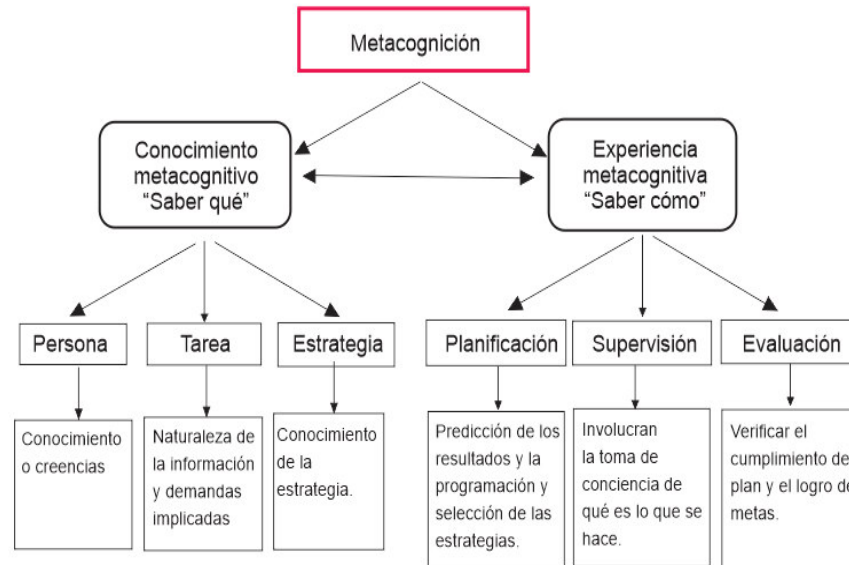 Metacognición
Conocimiento
metacognitivo
“Saber qué”
Experiencia
metacognitiva
“Saber cómo”
Persona
Tarea
Estrategia
Planificación
Supervisión
Evaluación
Conocimiento
o creencias
Naturaleza de
la información
y demandas
implicadas
Conocimiento
de la
estrategia.
Predicción de los
resultados y la
programación y
selección de las
estrategias.
Involucran
la toma de
conciencia de
qué es lo que se
hace.
Verificar el
cumplimiento de
plan y el logro de
metas.